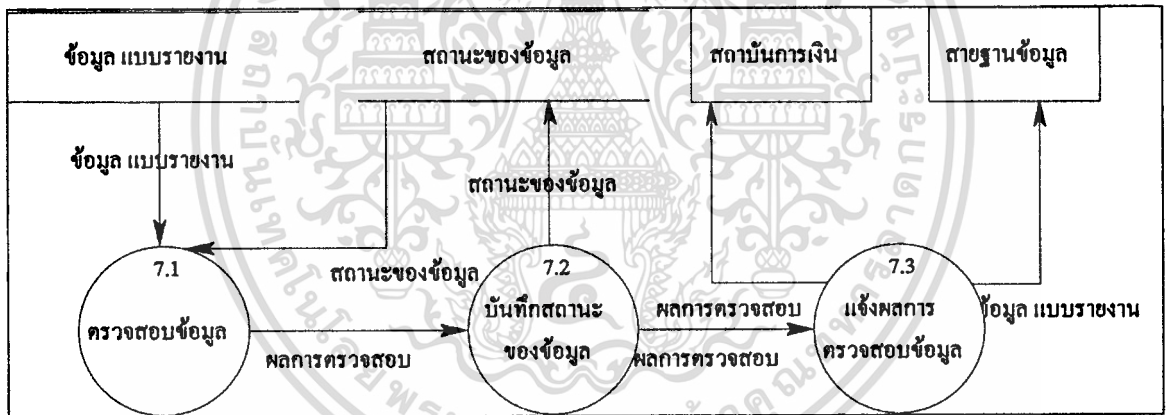 ข้อมูล แบบรายงาน
สถานะของข้อมูล
สถาบันการเงิน
สายฐานข้อมูล
ข้อมูล แบบรายงาน
สถานะของข้อมูล
7.1
ตรวจสอบข้อมูล
สถานะของข้อมูล
7.2
บันทึกสถานะ
ของข้อมูล
7.3
แจ้งผลการ
ตรวจสอบข้อมูล
ผลการตรวจสอบ
ผลการตรวจสอบ
ผลการตรวจสอบ
ข้อมูล แบบรายงาน